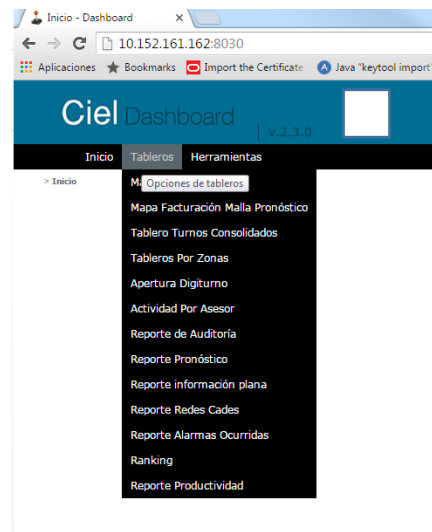 Inicio - Dashboard
10.152.161.162:8030
Aplicaciones Bookmarks Import the Certificate Java "keytool import"
Ciel Dashboard v.2.3.0
Inicio Tableros Herramientas
> Inicio
Opciones de tableros
Mapa Facturación Malla Pronóstico
Tablero Turnos Consolidados
Tableros Por Zonas
Apertura Digiturno
Actividad Por Asesor
Reporte de Auditoría
Reporte Pronóstico
Reporte información plana
Reporte Redes Cades
Reporte Alarmas Ocurridas
Ranking
Reporte Productividad